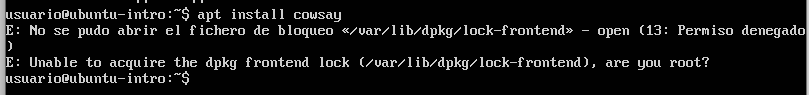 usuario@ubuntu-intro:~$ apt install cowsay
E: No se pudo abrir el fichero de bloqueo «/var/lib/dpkg/lock-frontend» - open (13: Permiso denegado
)
E: Unable to acquire the dpkg frontend lock (/var/lib/dpkg/lock-frontend), are you root?
usuario@ubuntu-intro:~$